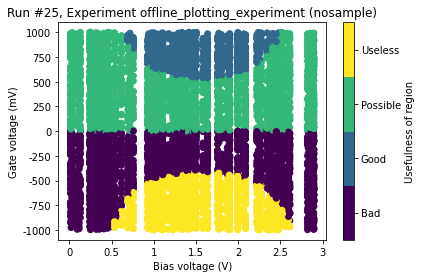 Run #25, Experiment offline_plotting_experiment (nosample)
1000
750
500
250
0
-250
-500
-750
-1000
Gate voltage (mV)
0
0.5
1
1.5
2
2.5
3
Bias voltage (V)
Useless
Possible
Good
Bad
Usefulness of region